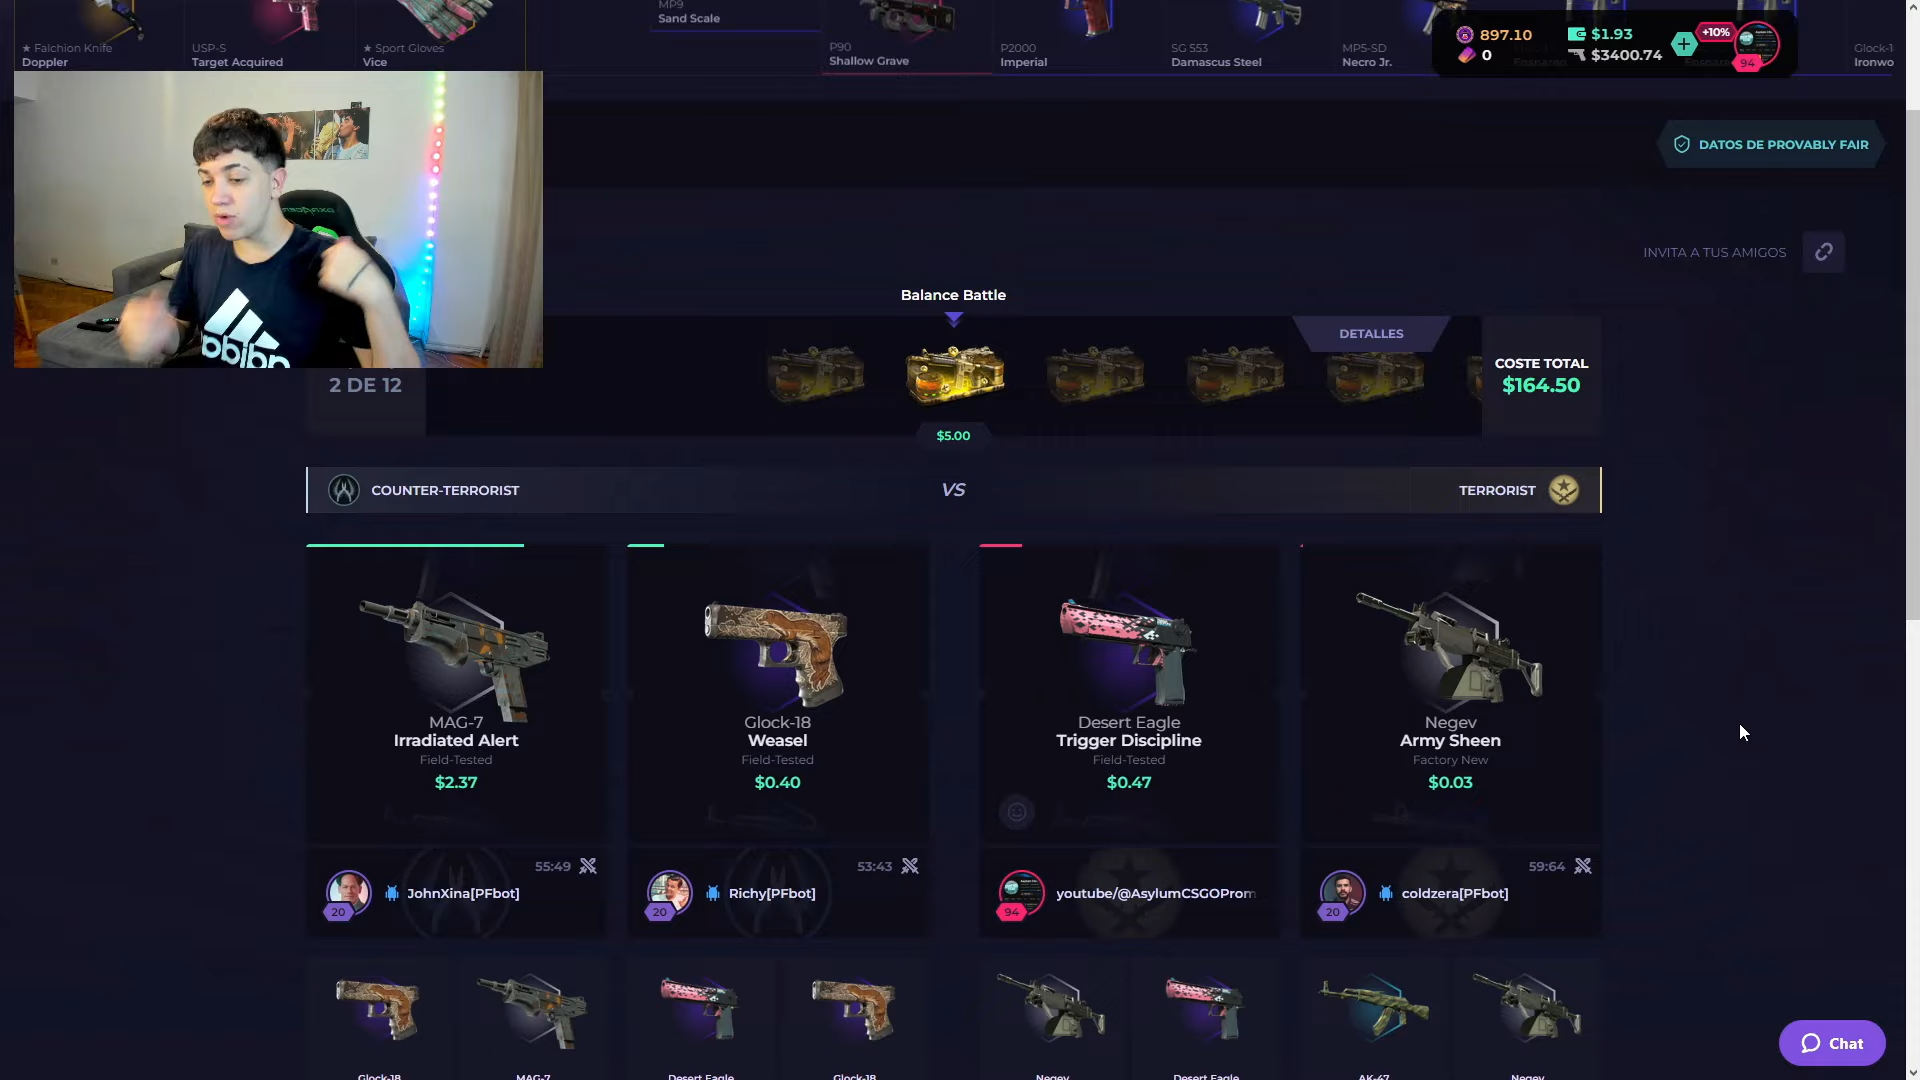 ★ Falchion Knife
Doppler
USP-S
Target Acquired
★ Sport Gloves
Vice
MP9
Sand Scale
P90
Shallow Grave
P2000
Imperial
SG 553
Damascus Steel
MP5-SD
Necro Jr.
Glock-1
Ironwo
897.10
0
$1.93
$3400.74
+10%
94
DATOS DE PROVABLY FAIR
INVITA A TUS AMIGOS
adidas
Balance Battle
DETALLES
2 DE 12
COSTE TOTAL
$164.50
$5.00
COUNTER-TERRORIST
VS
TERRORIST
MAG-7
Irradiated Alert
Field-Tested
$2.37
Glock-18
Weasel
Field-Tested
$0.40
Desert Eagle
Trigger Discipline
Field-Tested
$0.47
Negev
Army Sheen
Factory New
$0.03
55:49
JohnXina[PFbot]
20
53:43
Richy[PFbot]
20
youtube/@AsylumCSGOProm
94
59:64
coldzera[PFbot]
20
Glock-18
MAG-7
Desert Eagle
Glock-18
Negev
Desert Eagle
AK-47
Negev
Chat